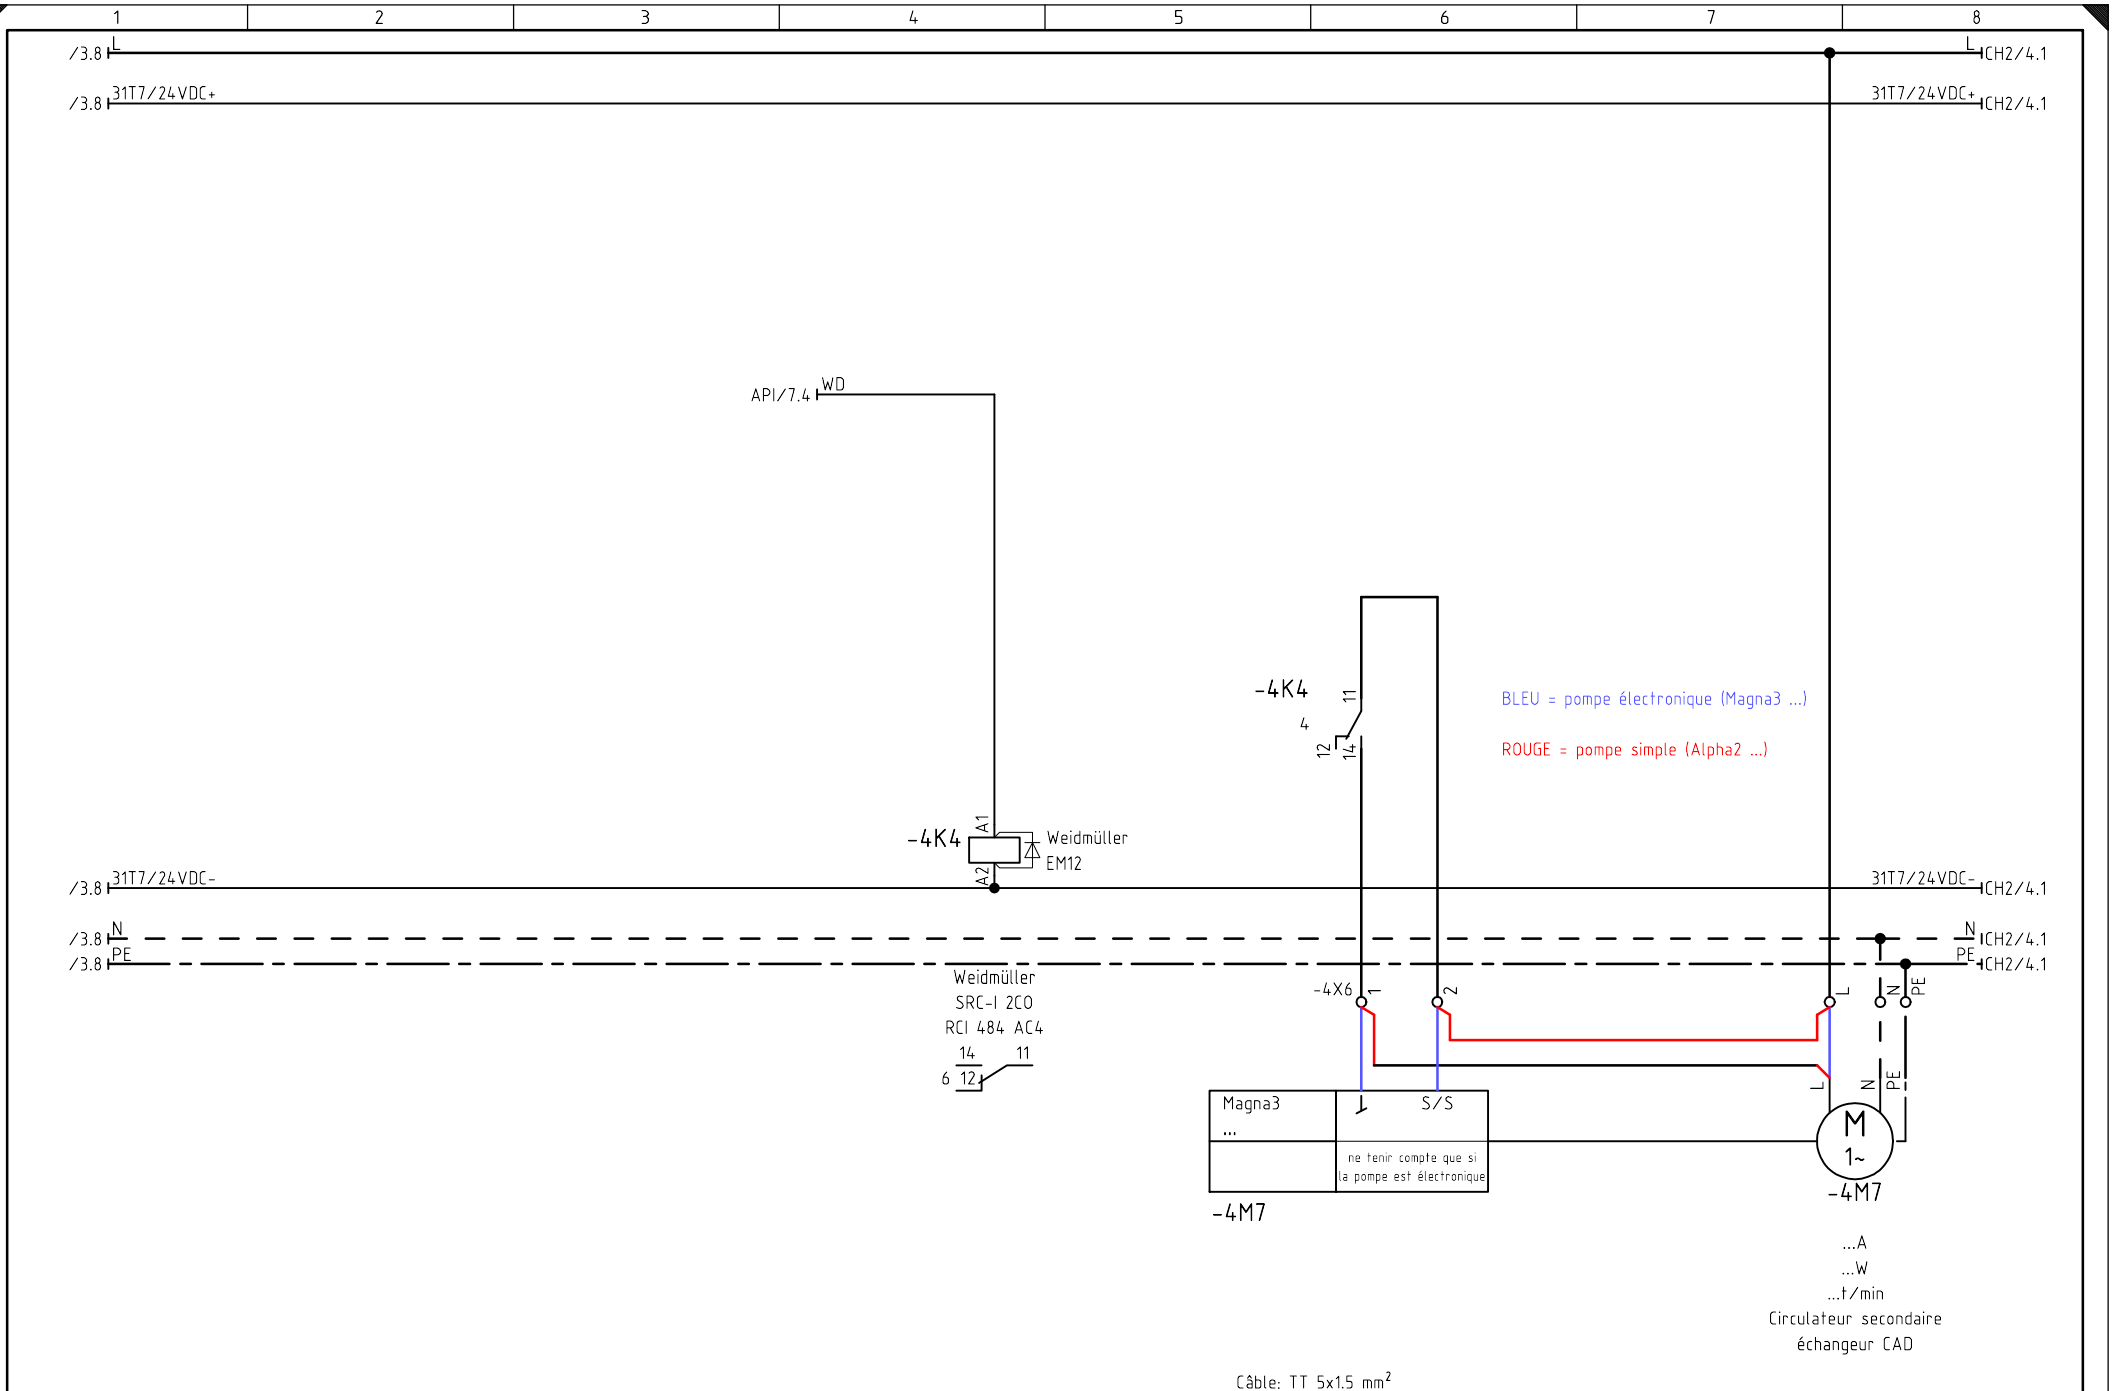 1 2 3 4 5 6 7 8
/3.8 L L CH2/4.1
/3.8 31T7/24VDC+ 31T7/24VDC+ CH2/4.1
API/7.4 WD
-4K4 11
4
12 14
BLEU = pompe électronique (Magna3 ...)
ROUGE = pompe simple (Alpha2 ...)
-4K4 A1 Weidmüller
A2 EM12
/3.8 31T7/24VDC- 31T7/24VDC- CH2/4.1
/3.8 N N CH2/4.1
/3.8 PE PE CH2/4.1
Weidmüller
SRC-I 2CO
RCI 484 AC4
14 11
6 12
-4X6 1 2 L N PE
L N PE
Magna3 S/S
...
ne tenir compte que si
la pompe est électronique
-4M7
M
1~
-4M7
...A
...W
...t/min
Circulateur secondaire
échangeur CAD
Câble: TT 5x1.5 mm²